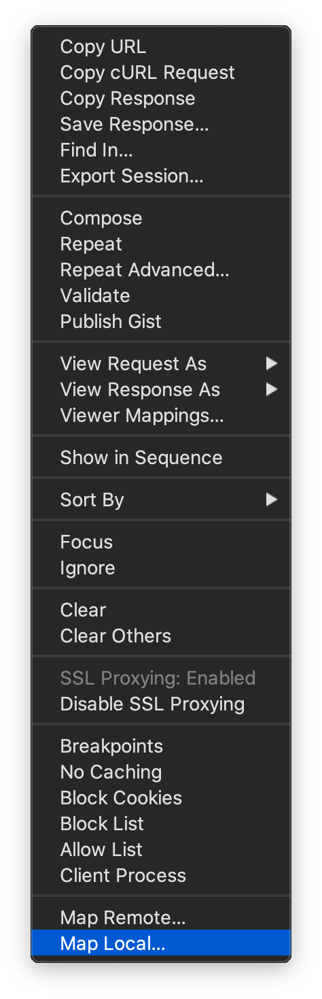 Copy URL
Copy cURL Request
Copy Response
Save Response...
Find In...
Export Session...
Compose
Repeat
Repeat Advanced...
Validate
Publish Gist
View Request As
View Response As
Viewer Mappings...
Show in Sequence
Sort By
Focus
Ignore
Clear
Clear Others
SSL Proxying: Enabled
Disable SSL Proxying
Breakpoints
No Caching
Block Cookies
Block List
Allow List
Client Process
Map Remote...
Map Local...